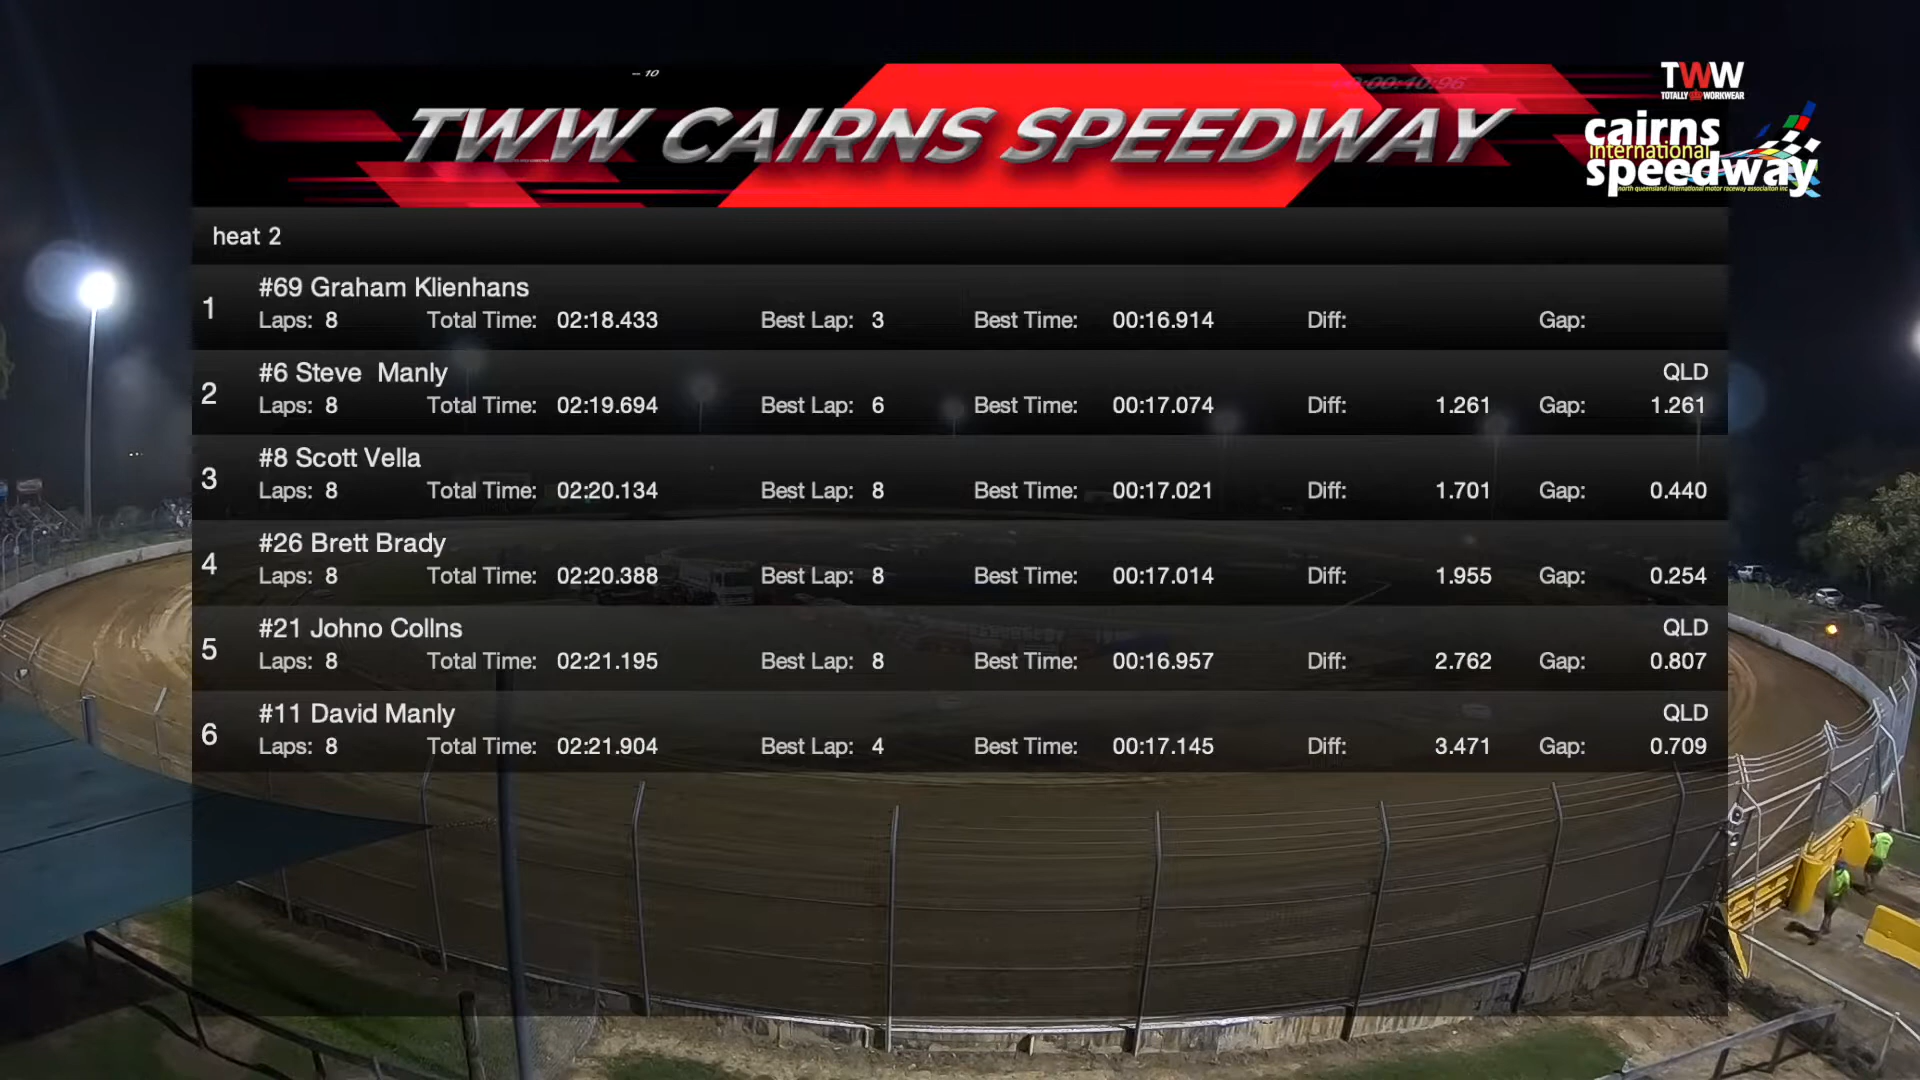 -- 10
TWW CAIRNS SPEEDWAY
TWW
TOTALLY WORKWEAR
cairns
international
speedway
north queensland international motor raceway association inc
heat 2
1 #69 Graham Klienhans
Laps: 8 Total Time: 02:18.433 Best Lap: 3 Best Time: 00:16.914 Diff: Gap:
2 #6 Steve  Manly QLD
Laps: 8 Total Time: 02:19.694 Best Lap: 6 Best Time: 00:17.074 Diff: 1.261 Gap: 1.261
3 #8 Scott Vella
Laps: 8 Total Time: 02:20.134 Best Lap: 8 Best Time: 00:17.021 Diff: 1.701 Gap: 0.440
4 #26 Brett Brady
Laps: 8 Total Time: 02:20.388 Best Lap: 8 Best Time: 00:17.014 Diff: 1.955 Gap: 0.254
5 #21 Johno Collns QLD
Laps: 8 Total Time: 02:21.195 Best Lap: 8 Best Time: 00:16.957 Diff: 2.762 Gap: 0.807
6 #11 David Manly QLD
Laps: 8 Total Time: 02:21.904 Best Lap: 4 Best Time: 00:17.145 Diff: 3.471 Gap: 0.709